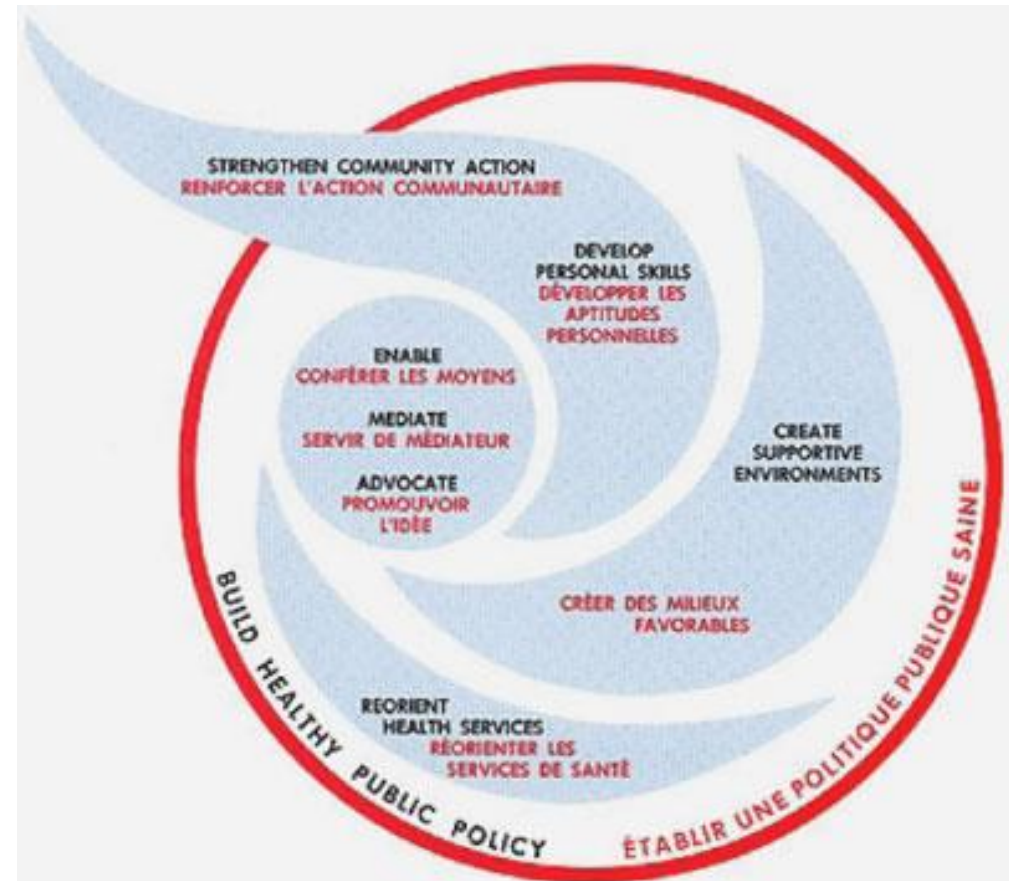 STRENGTHEN COMMUNITY ACTION
RENFORCER L'ACTION COMMUNAUTAIRE
DEVELOP
PERSONAL SKILLS
DÉVELOPPER LES
APTITUDES
PERSONNELLES
ENABLE
CONFÉRER LES MOYENS
MEDIATE
SERVIR DE MÉDIATEUR
ADVOCATE
PROMOUVOIR
L'IDÉE
CREATE
SUPPORTIVE
ENVIRONMENTS
CRÉER DES MILIEUX
FAVORABLES
REORIENT
HEALTH SERVICES
RÉORIENTER LES
SERVICES DE SANTÉ
BUILD HEALTHY PUBLIC POLICY
ÉTABLIR UNE POLITIQUE PUBLIQUE SAINE